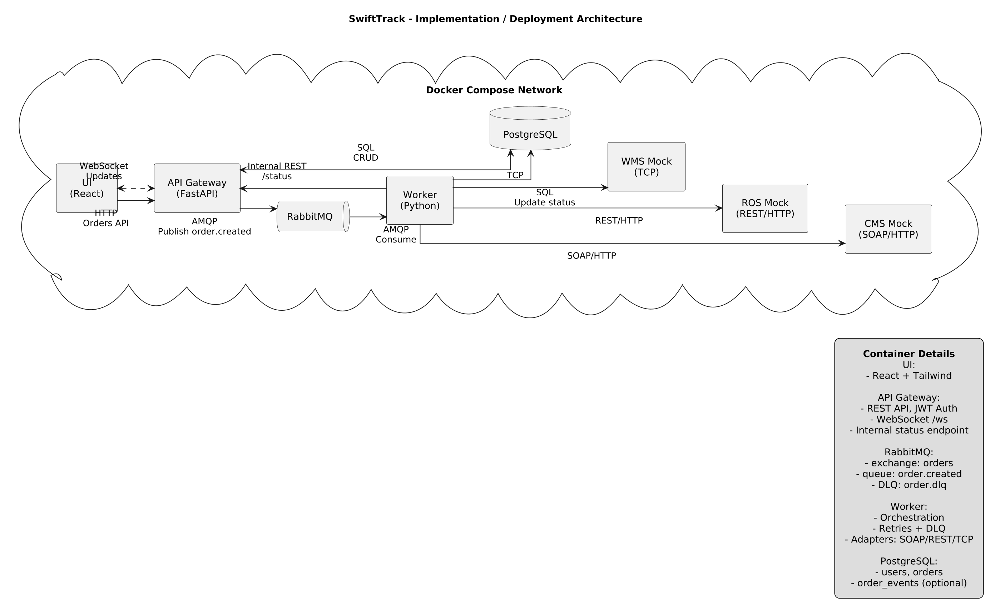 SwiftTrack - Implementation / Deployment Architecture
Docker Compose Network
PostgreSQL
SQL
CRUD
WMS Mock
(TCP)
WebSocket
Updates
UI
(React)
API Gateway
(FastAPI)
Internal REST
/status
TCP
Worker
(Python)
SQL
Update status
ROS Mock
(REST/HTTP)
RabbitMQ
HTTP
Orders API
AMQP
Publish order.created
AMQP
Consume
REST/HTTP
CMS Mock
(SOAP/HTTP)
SOAP/HTTP
Container Details
UI:
- React + Tailwind
API Gateway:
- REST API, JWT Auth
- WebSocket /ws
- Internal status endpoint
RabbitMQ:
- exchange: orders
- queue: order.created
- DLQ: order.dlq
Worker:
- Orchestration
- Retries + DLQ
- Adapters: SOAP/REST/TCP
PostgreSQL:
- users, orders
- order_events (optional)